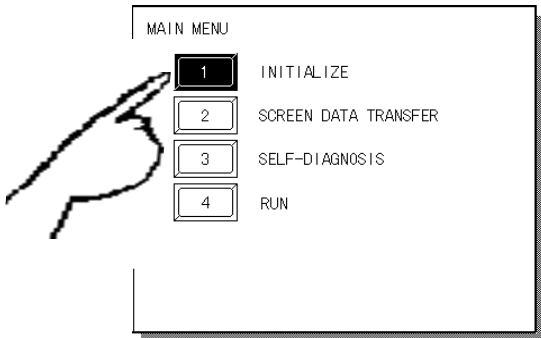 MAIN MENU
1 INITIALIZE
2 SCREEN DATA TRANSFER
3 SELF-DIAGNOSIS
4 RUN